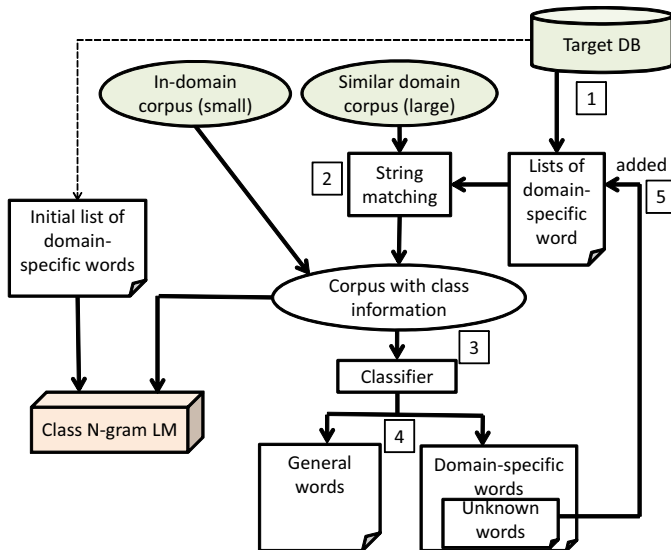 Target DB
In-domain
corpus (small)
Similar domain
corpus (large)
1
2
String
matching
Lists of
domain-
specific
word
added
5
Initial list of
domain-
specific words
Corpus with class
information
3
Classifier
Class N-gram LM
4
General
words
Domain-specific
words
Unknown
words